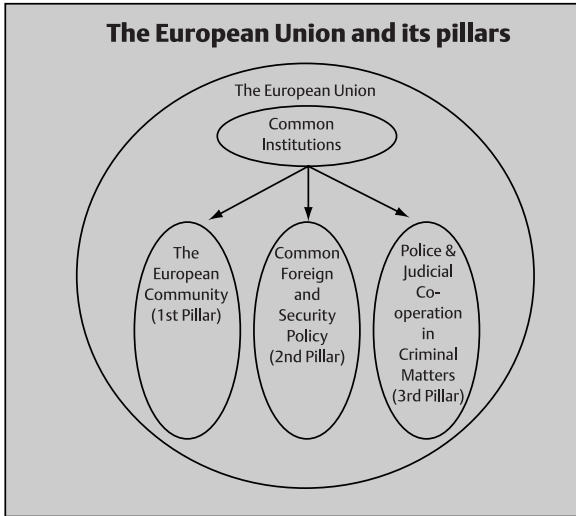 The European Union and its pillars
The European Union
Common
Institutions
The
European
Community
(1st Pillar)
Common
Foreign
and
Security
Policy
(2nd Pillar)
Police &
Judicial
Co-
operation
in
Criminal
Matters
(3rd Pillar)